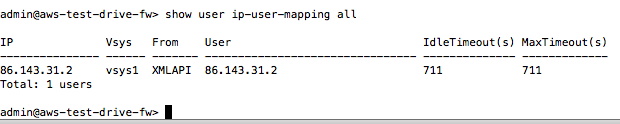 admin@aws-test-drive-fw> show user ip-user-mapping all
IP Vsys From User IdleTimeout(s) MaxTimeout(s)
--------------- ------ ------- -------------------------------- -------------- -------------
86.143.31.2 vsys1 XMLAPI 86.143.31.2 711 711
Total: 1 users
admin@aws-test-drive-fw>